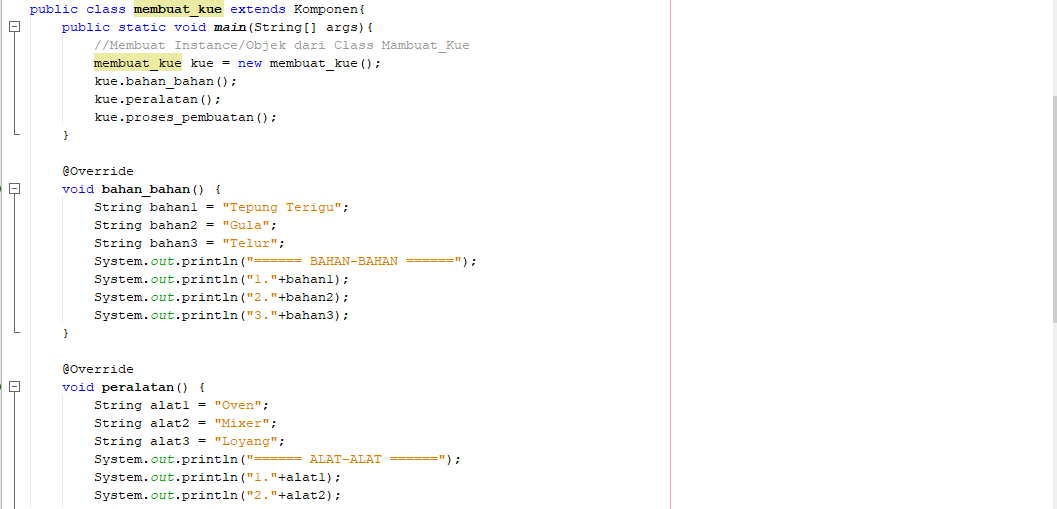 public class membuat_kue extends Komponen{
public static void main(String[] args){
//Membuat Instance/Objek dari Class Mambuat_Kue
membuat_kue kue = new membuat_kue();
kue.bahan_bahan();
kue.peralatan();
kue.proses_pembuatan();
}
@Override
void bahan_bahan() {
String bahan1 = "Tepung Terigu";
String bahan2 = "Gula";
String bahan3 = "Telur";
System.out.println("====== BAHAN-BAHAN ======");
System.out.println("1."+bahan1);
System.out.println("2."+bahan2);
System.out.println("3."+bahan3);
}
@Override
void peralatan() {
String alat1 = "Oven";
String alat2 = "Mixer";
String alat3 = "Loyang";
System.out.println("====== ALAT-ALAT ======");
System.out.println("1."+alat1);
System.out.println("2."+alat2);